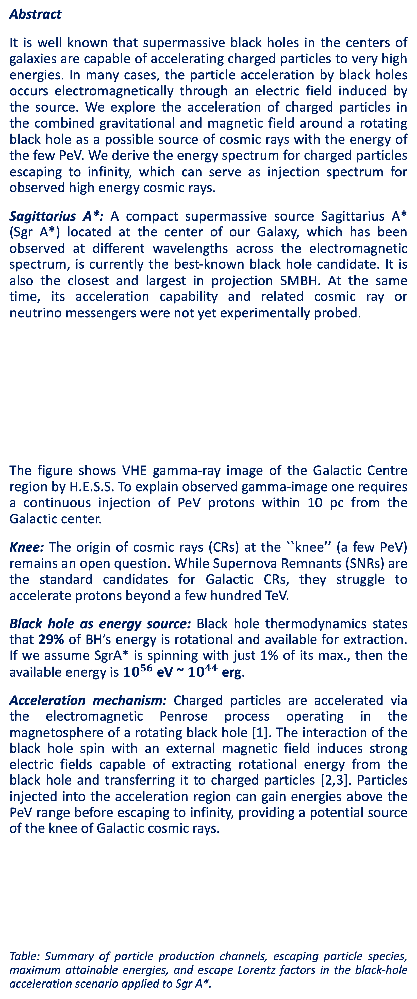 Abstract
It is well known that supermassive black holes in the centers of
galaxies are capable of accelerating charged particles to very high
energies. In many cases, the particle acceleration by black holes
occurs electromagnetically through an electric field induced by
the source. We explore the acceleration of charged particles in
the combined gravitational and magnetic field around a rotating
black hole as a possible source of cosmic rays with the energy of
the few PeV. We derive the energy spectrum for charged particles
escaping to infinity, which can serve as injection spectrum for
observed high energy cosmic rays.
Sagittarius A*: A compact supermassive source Sagittarius A*
(Sgr A*) located at the center of our Galaxy, which has been
observed at different wavelengths across the electromagnetic
spectrum, is currently the best-known black hole candidate. It is
also the closest and largest in projection SMBH. At the same
time, its acceleration capability and related cosmic ray or
neutrino messengers were not yet experimentally probed.
The figure shows VHE gamma-ray image of the Galactic Centre
region by H.E.S.S. To explain observed gamma-image one requires
a continuous injection of PeV protons within 10 pc from the
Galactic center.
Knee: The origin of cosmic rays (CRs) at the ``knee’’ (a few PeV)
remains an open question. While Supernova Remnants (SNRs) are
the standard candidates for Galactic CRs, they struggle to
accelerate protons beyond a few hundred TeV.
Black hole as energy source: Black hole thermodynamics states
that 29% of BH’s energy is rotational and available for extraction.
If we assume SgrA* is spinning with just 1% of its max., then the
available energy is 10⁵⁶ eV ~ 10⁴⁴ erg.
Acceleration mechanism: Charged particles are accelerated via
the electromagnetic Penrose process operating in the
magnetosphere of a rotating black hole [1]. The interaction of the
black hole spin with an external magnetic field induces strong
electric fields capable of extracting rotational energy from the
black hole and transferring it to charged particles [2,3]. Particles
injected into the acceleration region can gain energies above the
PeV range before escaping to infinity, providing a potential source
of the knee of Galactic cosmic rays.
Table: Summary of particle production channels, escaping particle species,
maximum attainable energies, and escape Lorentz factors in the black-hole
acceleration scenario applied to Sgr A*.